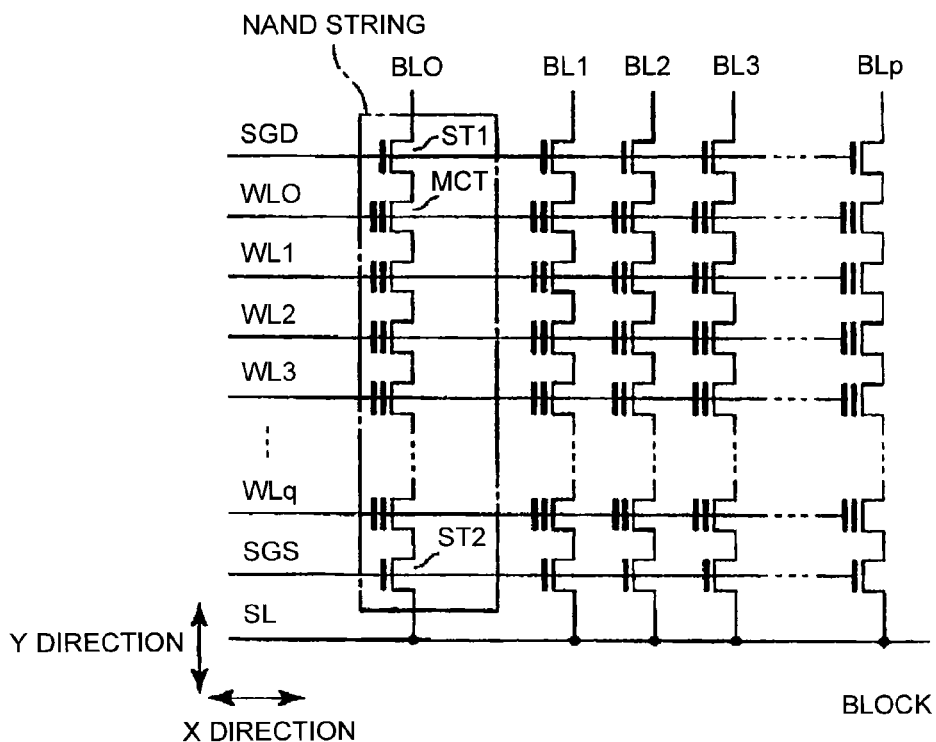 NAND STRING
BLO BL1 BL2 BL3 BLp
SGD ST1
WLO MCT
WL1
WL2
WL3
WLq
SGS ST2
SL
Y DIRECTION
X DIRECTION
BLOCK